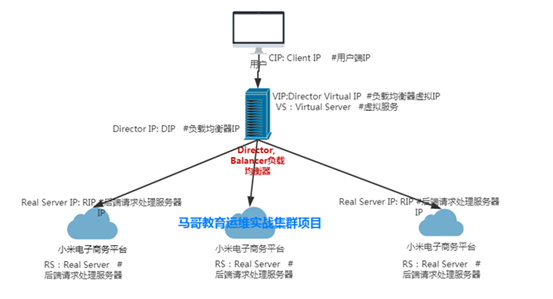 用户
CIP: Client IP #用户端IP
VIP:Director Virtual IP #负载均衡器虚拟IP
VS：Virtual Server #虚拟服务
Director IP: DIP #负载均衡器IP
Director,
Balancer负载
均衡器
Real Server IP: RIP #后端请求处理服务器
IP
Real Server IP: RIP #后端请求处理服务器
IP
马哥教育运维实战集群项目
小米电子商务平台
小米电子商务平台
小米电子商务平台
RS：Real Server #
后端请求处理服务器
RS：Real Server #
后端请求处理服务器
RS：Real Server #
后端请求处理服务器